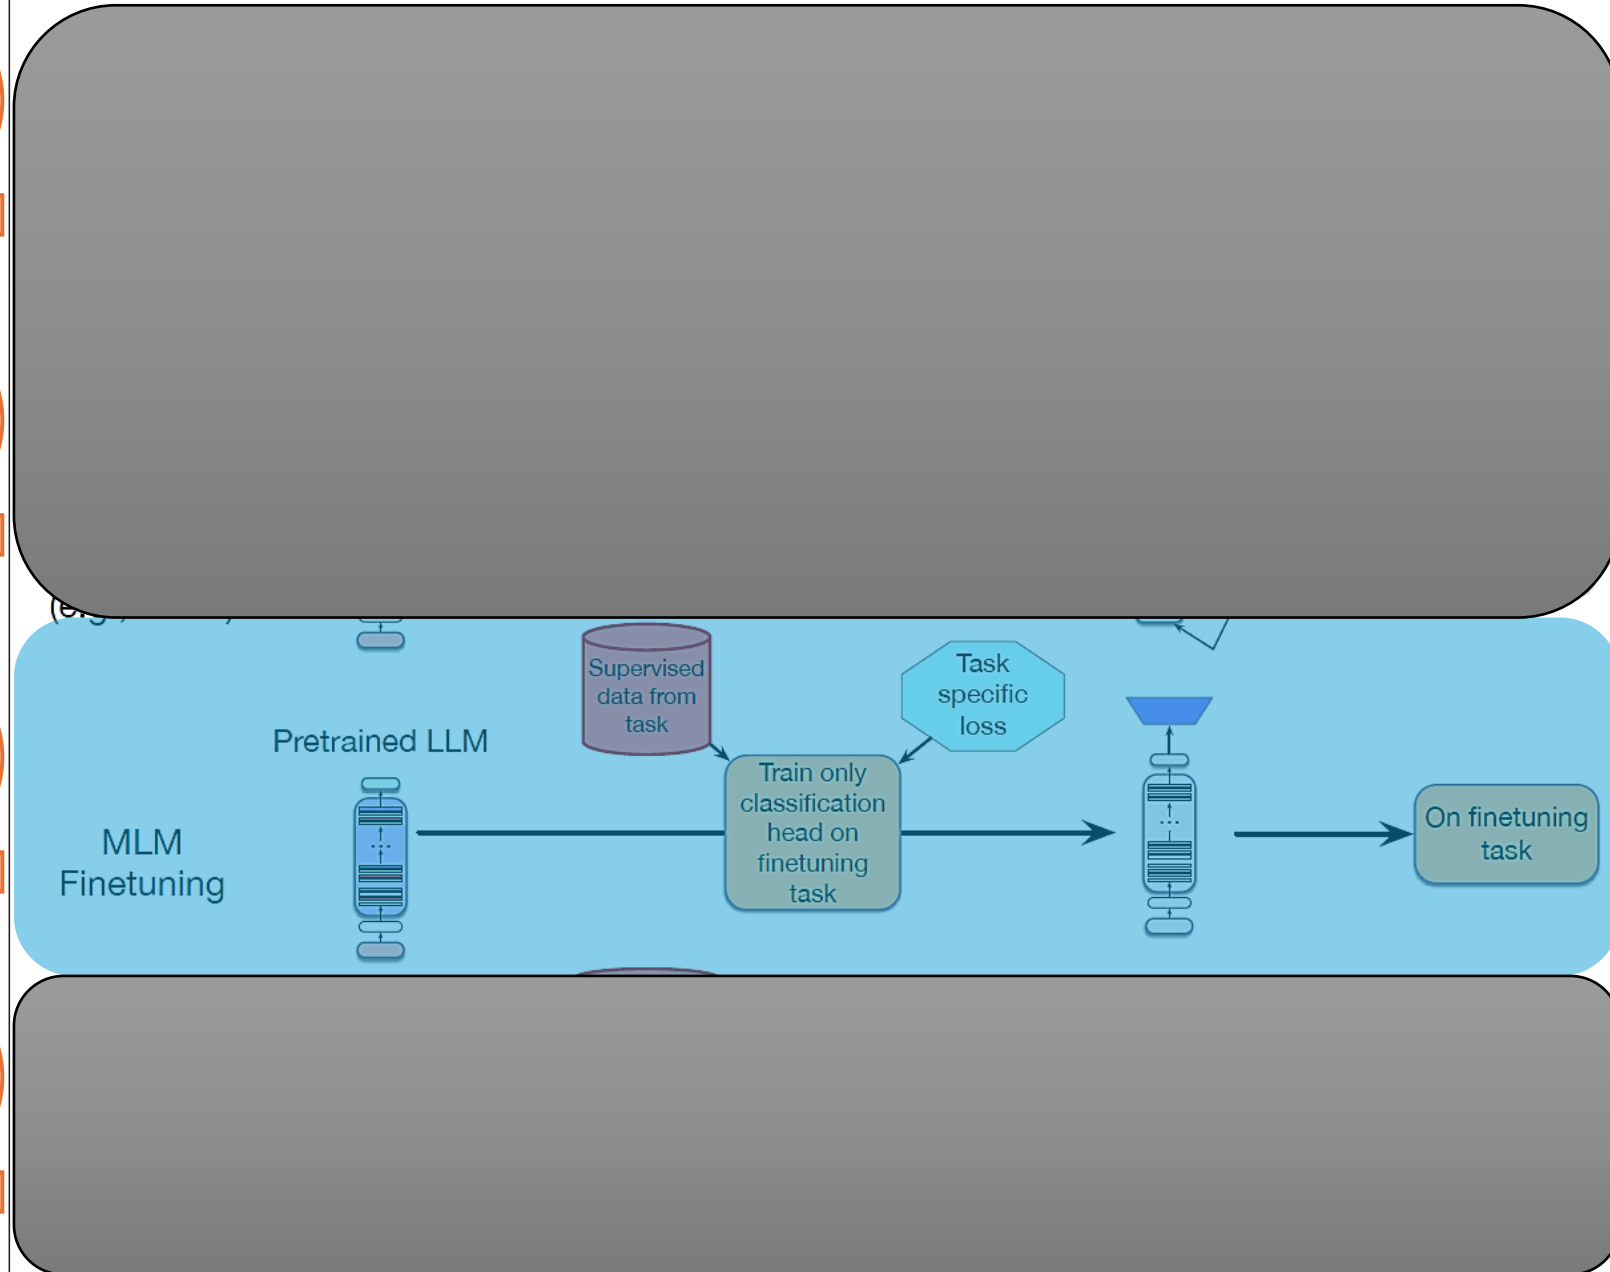 (e.g.,
Supervised
data from
task
Task
specific
loss
Pretrained LLM
Train only
classification
head on
finetuning
task
MLM
Finetuning
On finetuning
task